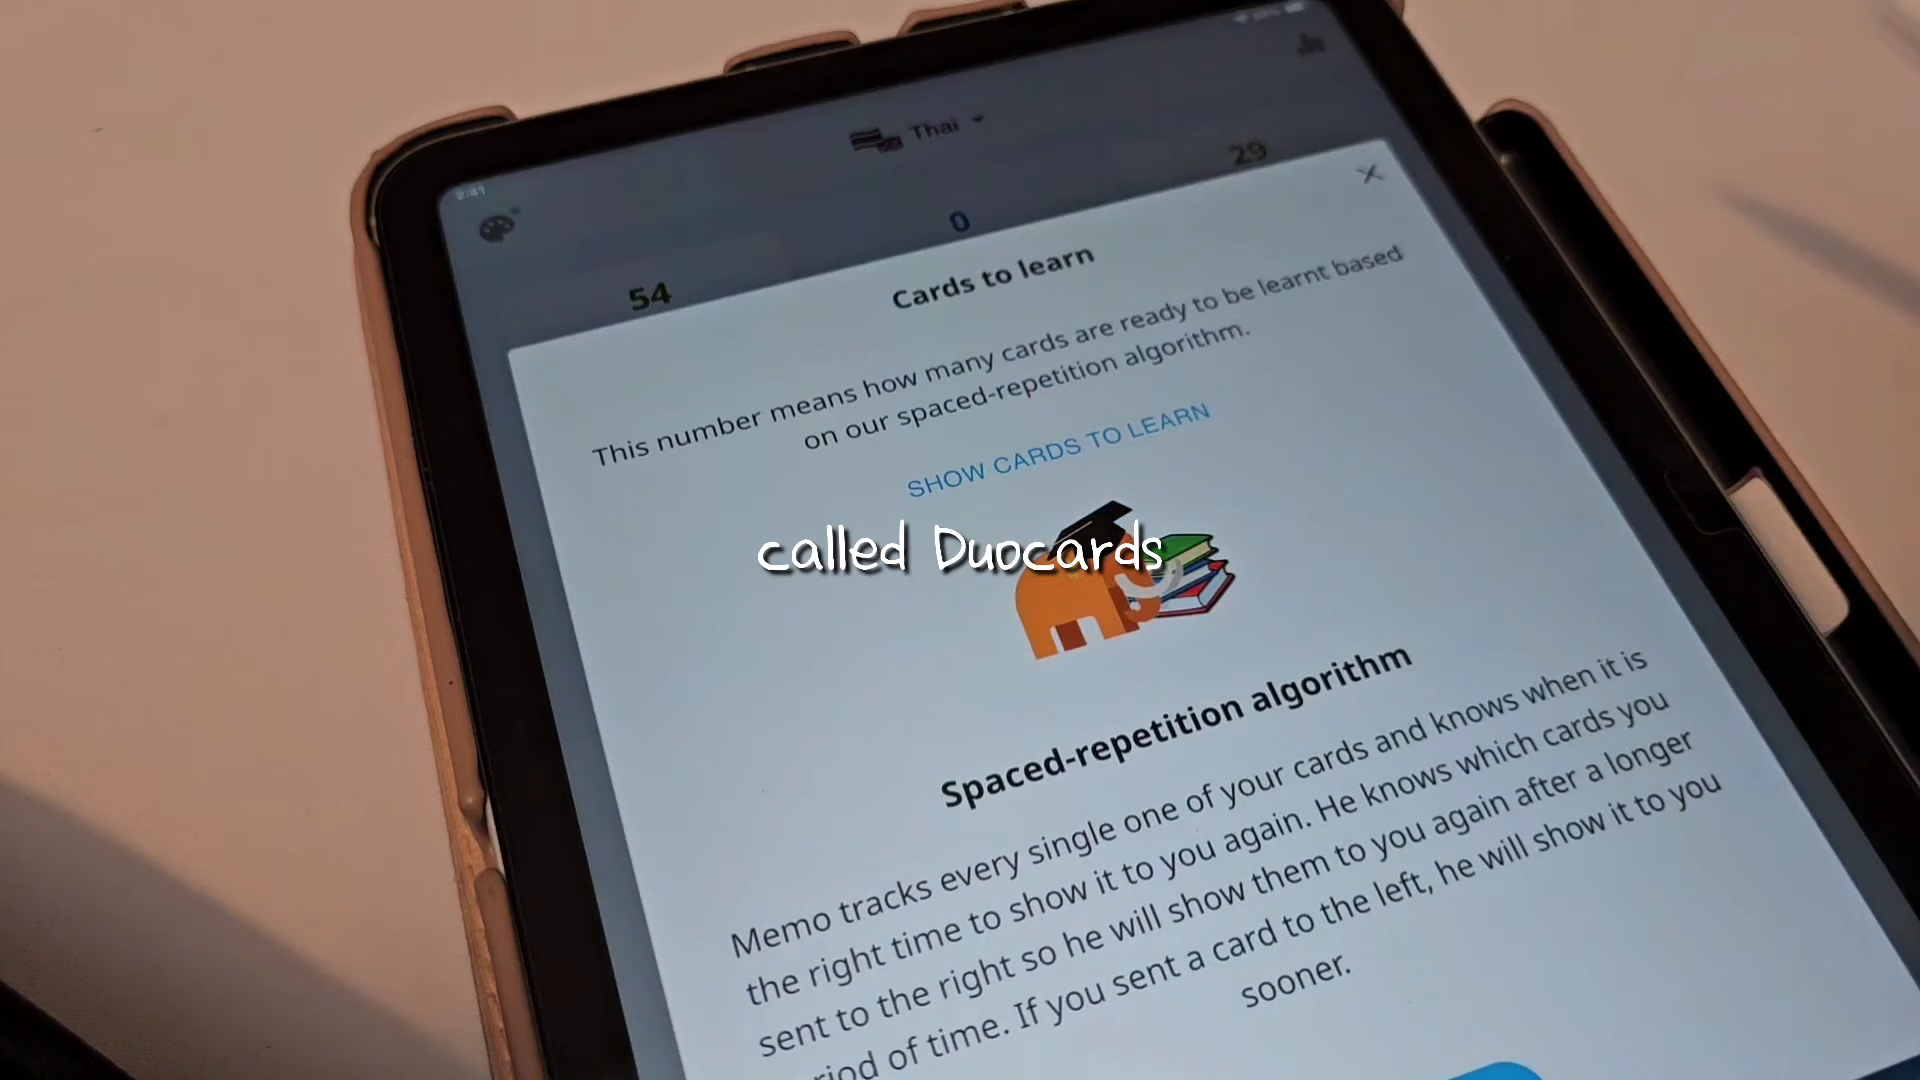 2:41
Thai
54
0
29
Cards to learn
This number means how many cards are ready to be learnt based
on our spaced-repetition algorithm.
SHOW CARDS TO LEARN
called Duocards
Spaced-repetition algorithm
Memo tracks every single one of your cards and knows when it is
the right time to show it to you again. He knows which cards you
sent to the right so he will show them to you again after a longer
of time. If you sent a card to the left, he will show it to you
sooner.